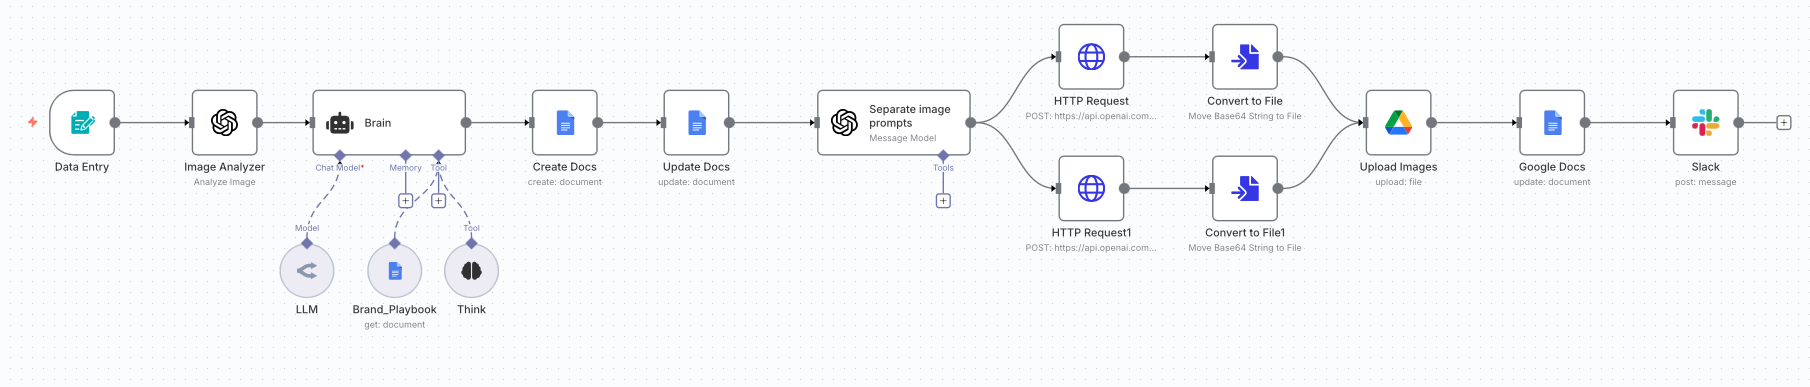 Data Entry
Image Analyzer
Analyze Image
Brain
Chat Model*
Memory
Tool
Model
LLM
Brand_Playbook
get: document
Tool
Think
Create Docs
create: document
Update Docs
update: document
Separate image
prompts
Message Model
Tools
HTTP Request
POST: https://api.openai.com...
Convert to File
Move Base64 String to File
HTTP Request1
POST: https://api.openai.com...
Convert to File1
Move Base64 String to File
Upload Images
upload: file
Google Docs
update: document
Slack
post: message